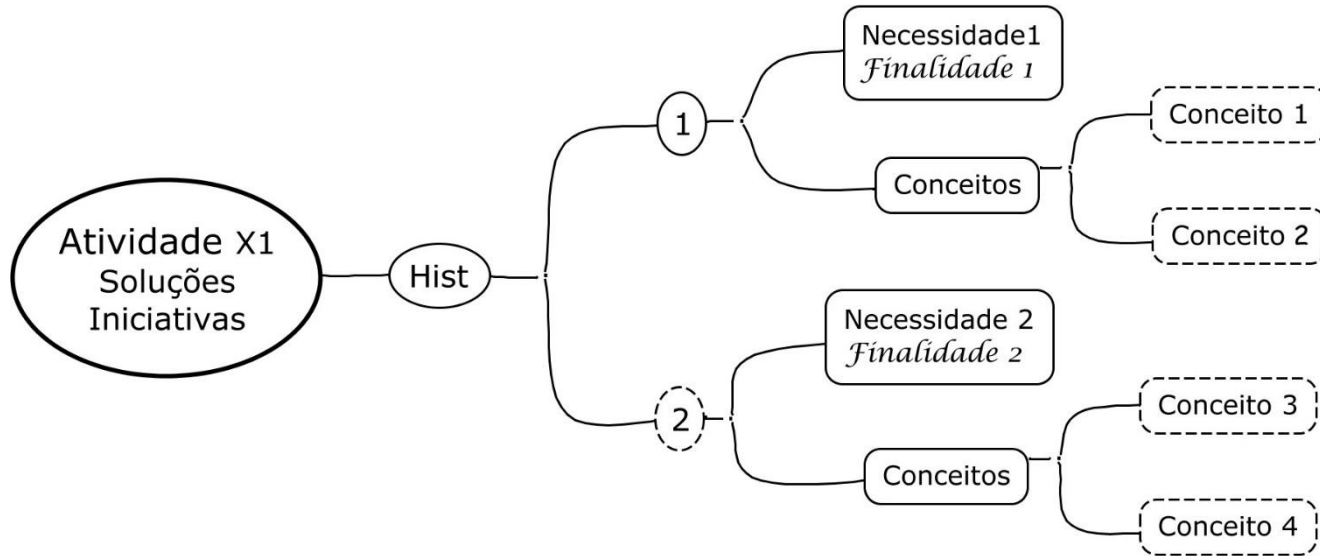 Atividade X1
Soluções
Iniciativas
Hist
1
Necessidade1
Finalidade 1
Conceitos
Conceito 1
Conceito 2
2
Necessidade 2
Finalidade 2
Conceitos
Conceito 3
Conceito 4